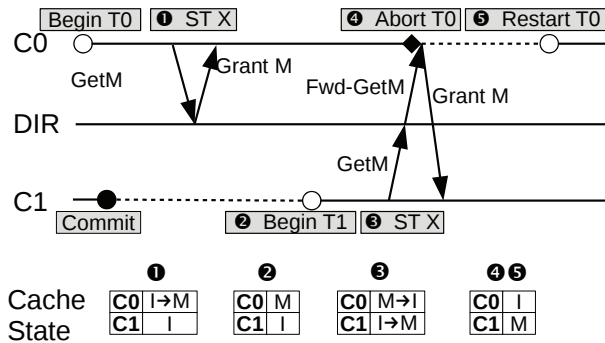 Begin T0 ❶ ST X ❹ Abort T0 ❺ Restart T0
C0
GetM Grant M Fwd-GetM Grant M
DIR
GetM
C1
Commit ❷ Begin T1 ❸ ST X
❶ ❷ ❸ ❹❺
Cache State
C0 I→M C0 M C0 M→I C0 I
C1 I C1 I C1 I→M C1 M